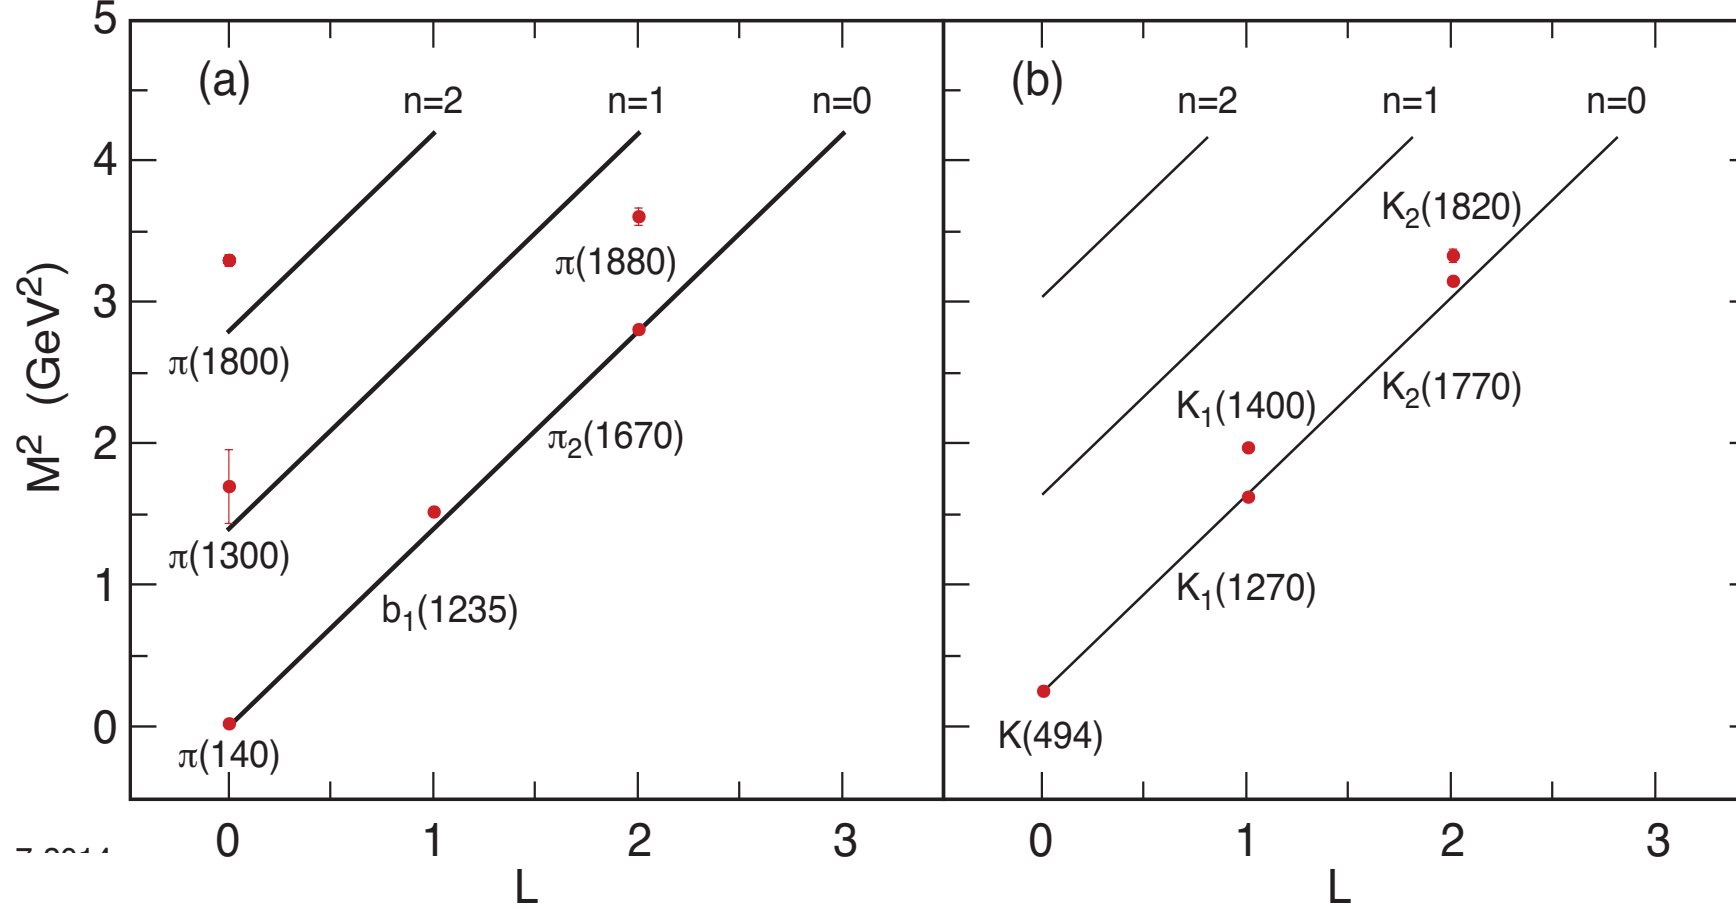 5
4
3
2
1
0
M² (GeV²)
(a)
n=2
n=1
n=0
π(1880)
π(1800)
π₂(1670)
π(1300)
b₁(1235)
π(140)
0
1
2
3
L
(b)
n=2
n=1
n=0
K₂(1820)
K₂(1770)
K₁(1400)
K₁(1270)
K(494)
0
1
2
3
L